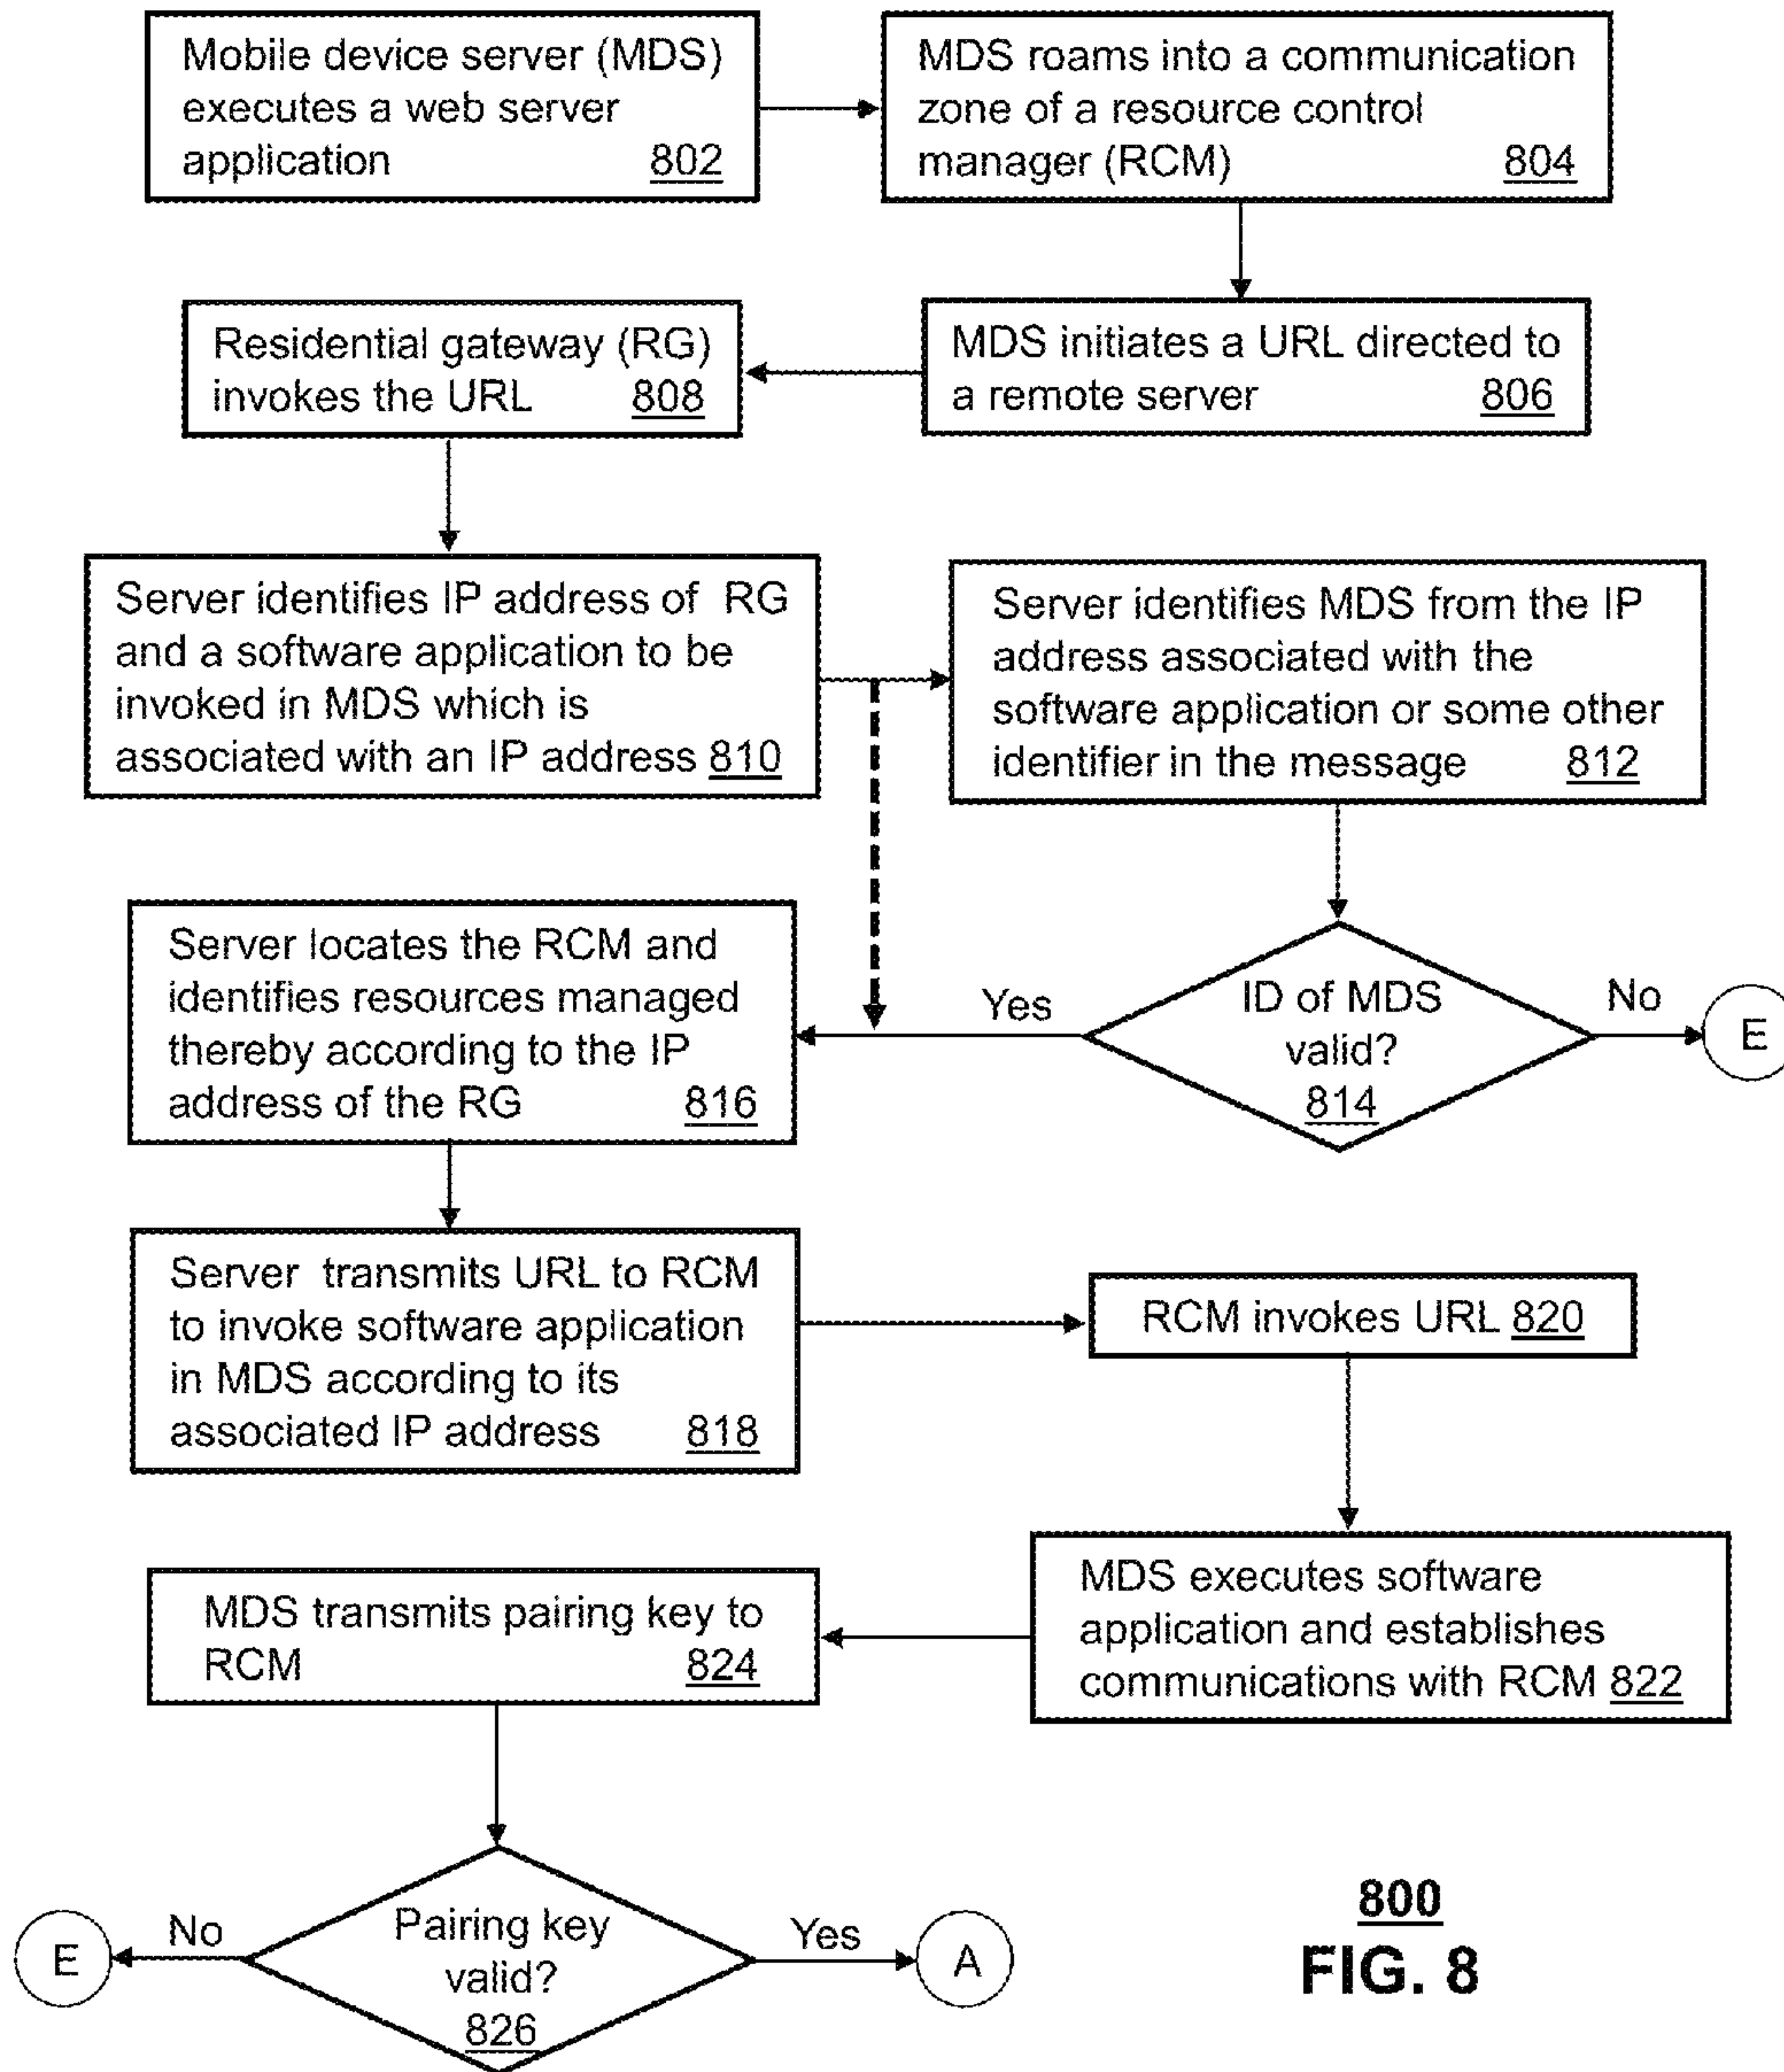 Mobile device server (MDS)
executes a web server
application 802
MDS roams into a communication
zone of a resource control
manager (RCM) 804
Residential gateway (RG)
invokes the URL 808
MDS initiates a URL directed to
a remote server 806
Server identifies IP address of RG
and a software application to be
invoked in MDS which is
associated with an IP address 810
Server identifies MDS from the IP
address associated with the
software application or some other
identifier in the message 812
Server locates the RCM and
identifies resources managed
thereby according to the IP
address of the RG 816
Yes
ID of MDS
valid?
814
No
E
Server transmits URL to RCM
to invoke software application
in MDS according to its
associated IP address 818
RCM invokes URL 820
MDS transmits pairing key to
RCM 824
MDS executes software
application and establishes
communications with RCM 822
E
No
Pairing key
valid?
826
Yes
A
800
FIG. 8